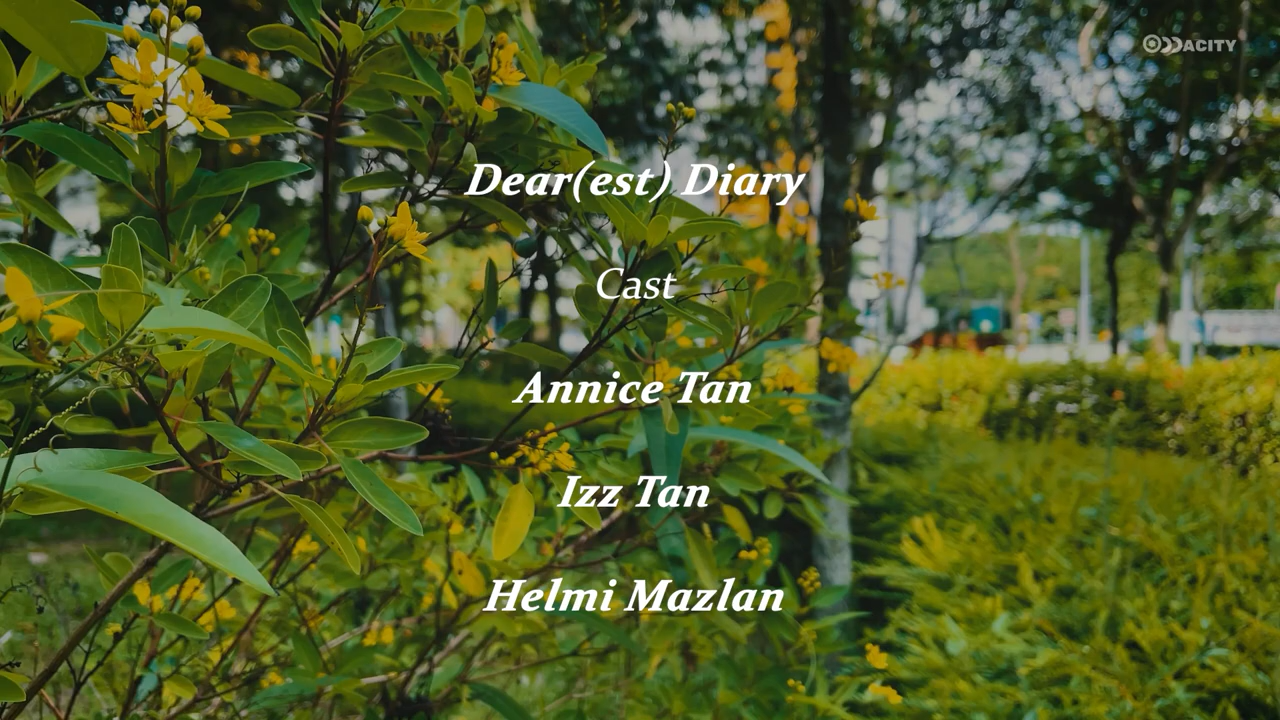 ODDACITY
Dear(est) Diary
Cast
Annice Tan
Izz Tan
Helmi Mazlan